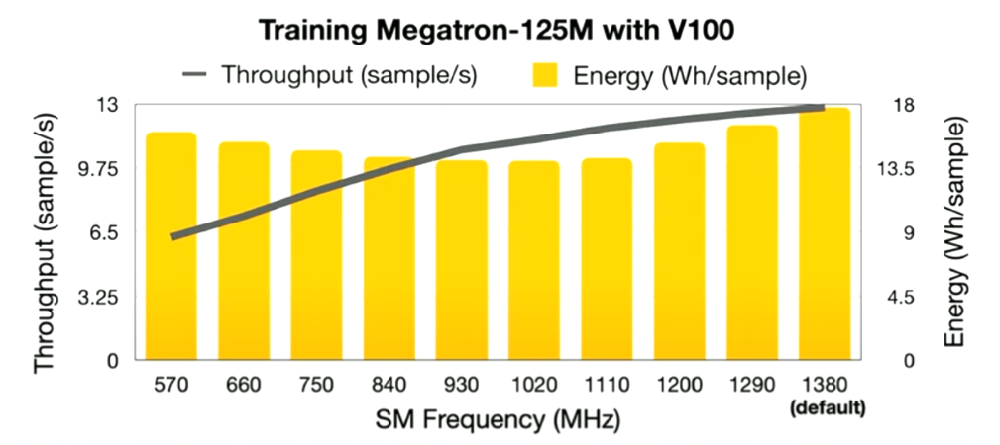 Training Megatron-125M with V100
Throughput (sample/s) Energy (Wh/sample)
Throughput (sample/s)
13
9.75
6.5
3.25
0
18
13.5
9
4.5
0
Energy (Wh/sample)
570 660 750 840 930 1020 1110 1200 1290 1380
(default)
SM Frequency (MHz)